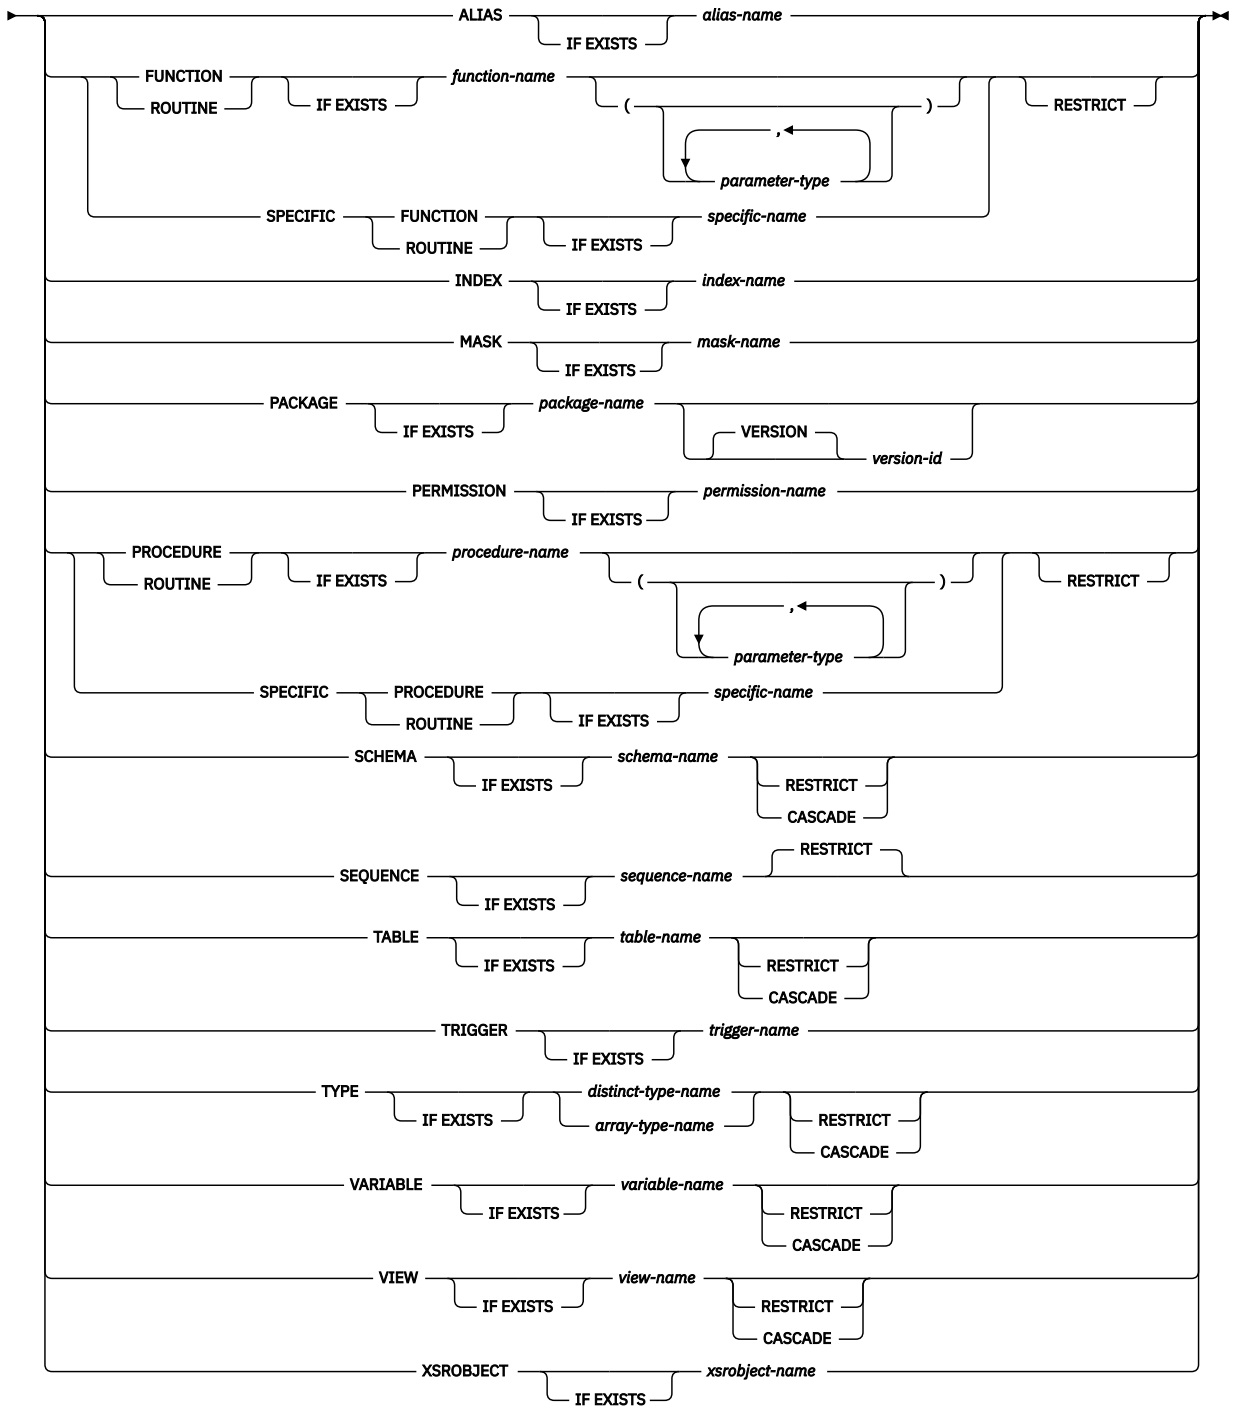 ALIAS alias-name
IF EXISTS
FUNCTION function-name
ROUTINE IF EXISTS ( ) RESTRICT
,
parameter-type
SPECIFIC FUNCTION specific-name
ROUTINE IF EXISTS
INDEX index-name
IF EXISTS
MASK mask-name
IF EXISTS
PACKAGE package-name
IF EXISTS VERSION
version-id
PERMISSION permission-name
IF EXISTS
PROCEDURE procedure-name
ROUTINE IF EXISTS ( ) RESTRICT
,
parameter-type
SPECIFIC PROCEDURE specific-name
ROUTINE IF EXISTS
SCHEMA schema-name
IF EXISTS RESTRICT
CASCADE
RESTRICT
SEQUENCE sequence-name
IF EXISTS
TABLE table-name
IF EXISTS RESTRICT
CASCADE
TRIGGER trigger-name
IF EXISTS
TYPE distinct-type-name
IF EXISTS array-type-name RESTRICT
CASCADE
VARIABLE variable-name
IF EXISTS RESTRICT
CASCADE
VIEW view-name
IF EXISTS RESTRICT
CASCADE
XSROBJECT xsrobject-name
IF EXISTS